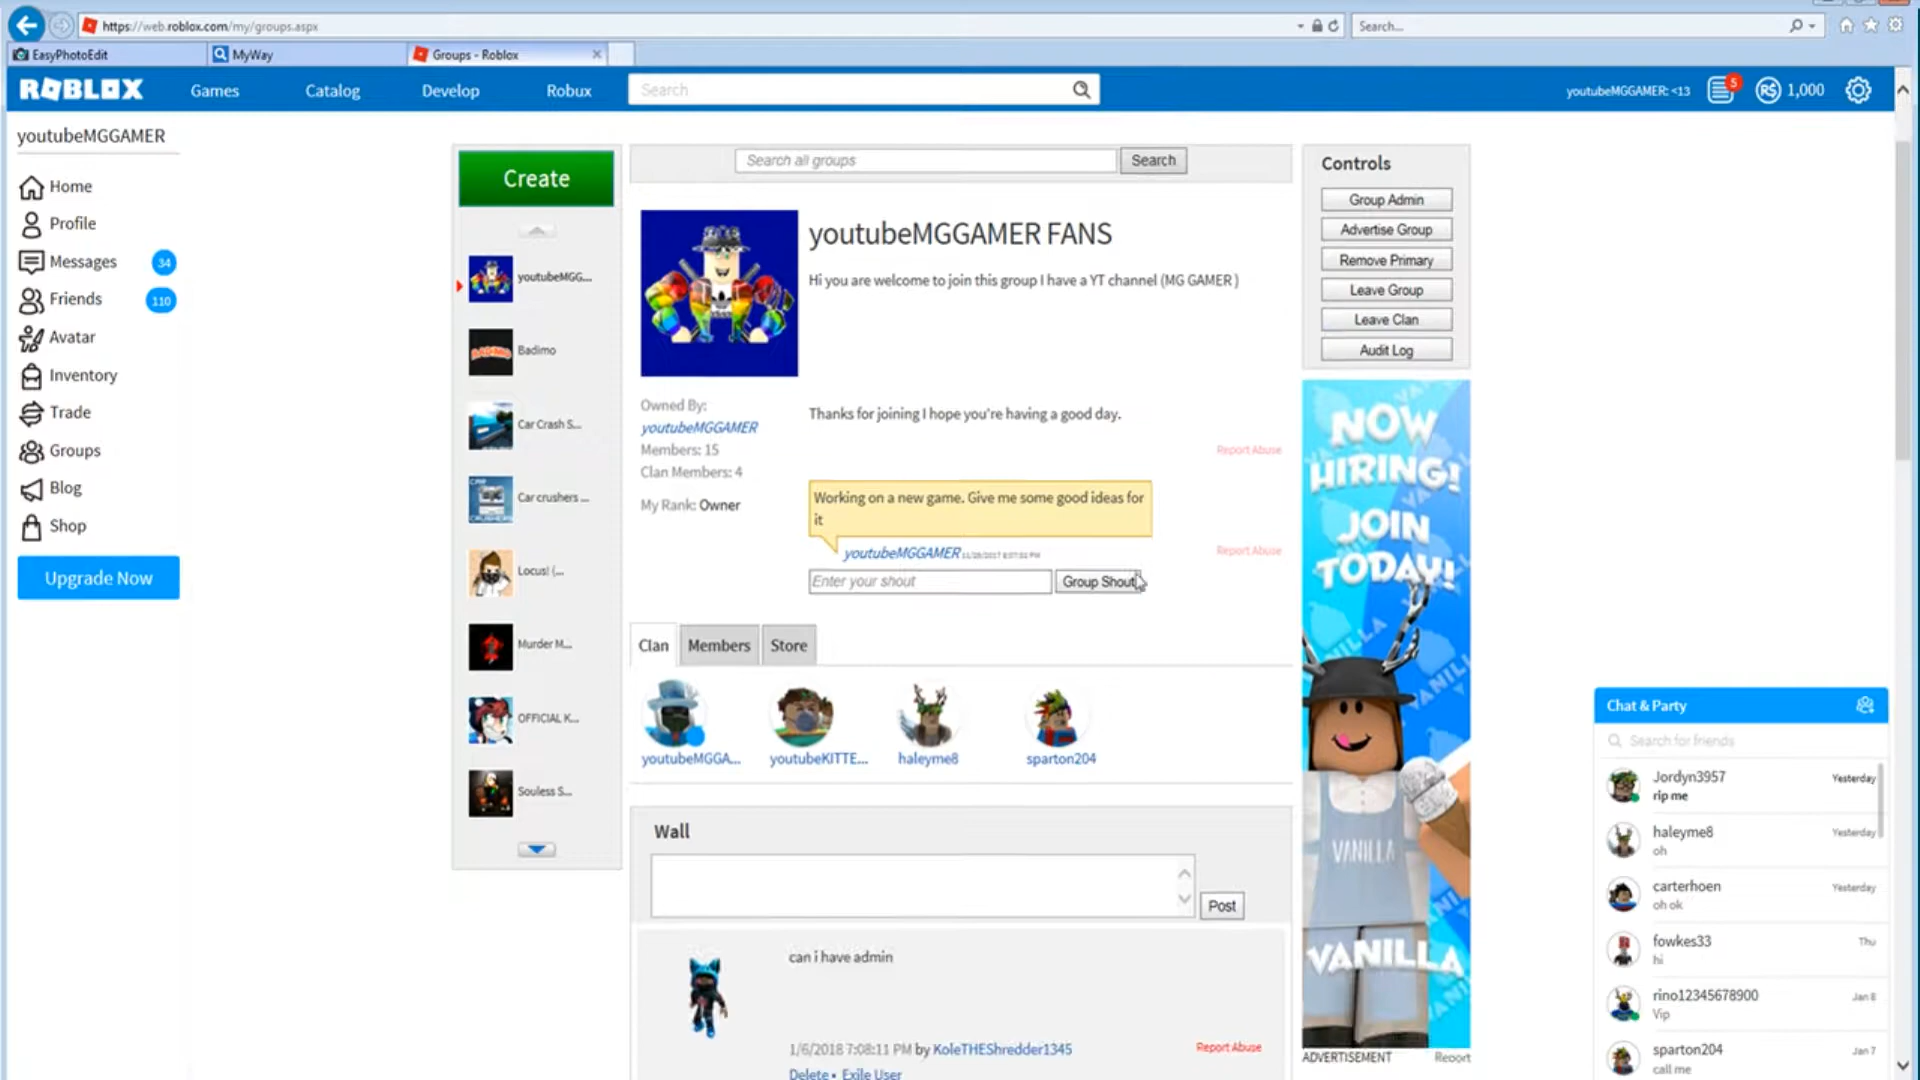 https://web.roblox.com/my/groups.aspx
Search...
EasyPhotoEdit
MyWay
Groups - Roblox
ROBLOX
Games
Catalog
Develop
Robux
Search
youtubeMGGAMER: <13
5
R$ 1,000
youtubeMGGAMER
Home
Profile
Messages 34
Friends 110
Avatar
Inventory
Trade
Groups
Blog
Shop
Upgrade Now
Create
youtubeMGG...
Badimo
Car Crash S...
Car crushers ...
Locus! (...
Murder M...
OFFICIAL K...
Souless S...
Search all groups
Search
youtubeMGGAMER FANS
Hi you are welcome to join this group I have a YT channel (MG GAMER )
Owned By:
youtubeMGGAMER
Members: 15
Clan Members: 4
My Rank: Owner
Thanks for joining I hope you're having a good day.
Report Abuse
Working on a new game. Give me some good ideas for
it
youtubeMGGAMER
Report Abuse
Enter your shout
Group Shout
Clan
Members
Store
youtubeMGGA...
youtubeKITTE...
haleyme8
sparton204
Wall
Post
can i have admin
1/6/2018 7:08:11 PM by KoleTHEShredder1345
Report Abuse
Delete • Exile User
Controls
Group Admin
Advertise Group
Remove Primary
Leave Group
Leave Clan
Audit Log
NOW
HIRING!
JOIN
TODAY!
VANILLA
VANILLA
ADVERTISEMENT
Report
Chat & Party
Search for friends
Jordyn3957
Yesterday
rip me
haleyme8
Yesterday
oh
carterhoen
Yesterday
oh ok
fowkes33
Thu
hi
rino12345678900
Jan 8
Vip
sparton204
Jan 7
call me